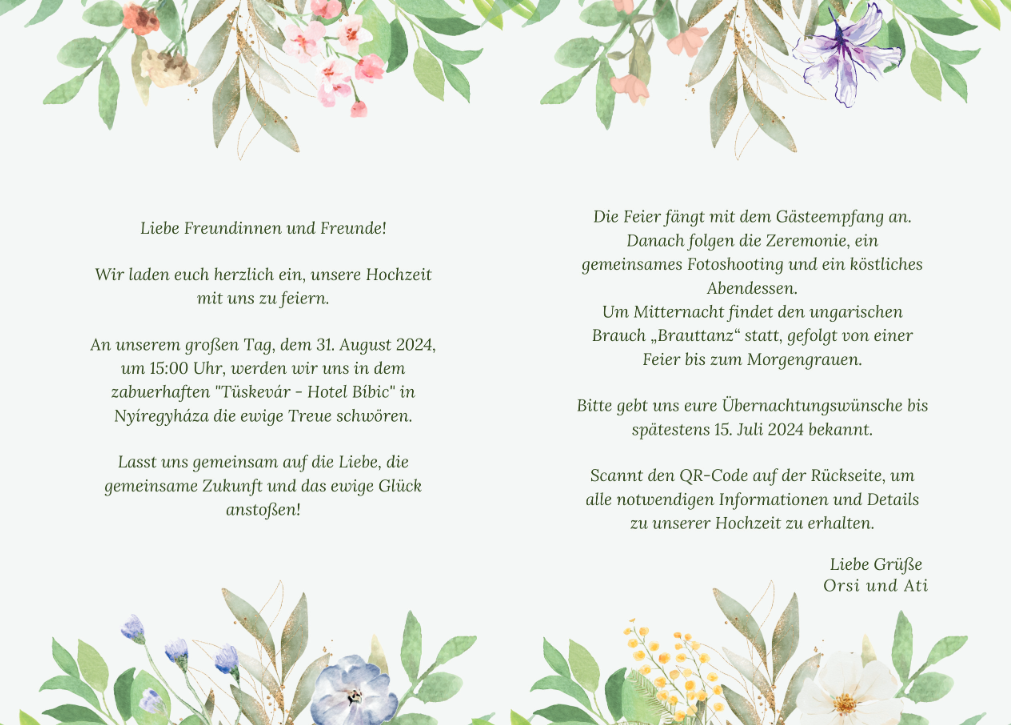 Liebe Freundinnen und Freunde!
Wir laden euch herzlich ein, unsere Hochzeit
mit uns zu feiern.
An unserem großen Tag, dem 31. August 2024,
um 15:00 Uhr, werden wir uns in dem
zabuerhaften "Tüskevár - Hotel Bíbic" in
Nyíregyháza die ewige Treue schwören.
Lasst uns gemeinsam auf die Liebe, die
gemeinsame Zukunft und das ewige Glück
anstoßen!
Die Feier fängt mit dem Gästeempfang an.
Danach folgen die Zeremonie, ein
gemeinsames Fotoshooting und ein köstliches
Abendessen.
Um Mitternacht findet den ungarischen
Brauch „Brauttanz“ statt, gefolgt von einer
Feier bis zum Morgengrauen.
Bitte gebt uns eure Übernachtungswünsche bis
spätestens 15. Juli 2024 bekannt.
Scannt den QR-Code auf der Rückseite, um
alle notwendigen Informationen und Details
zu unserer Hochzeit zu erhalten.
Liebe Grüße
Orsi und Ati